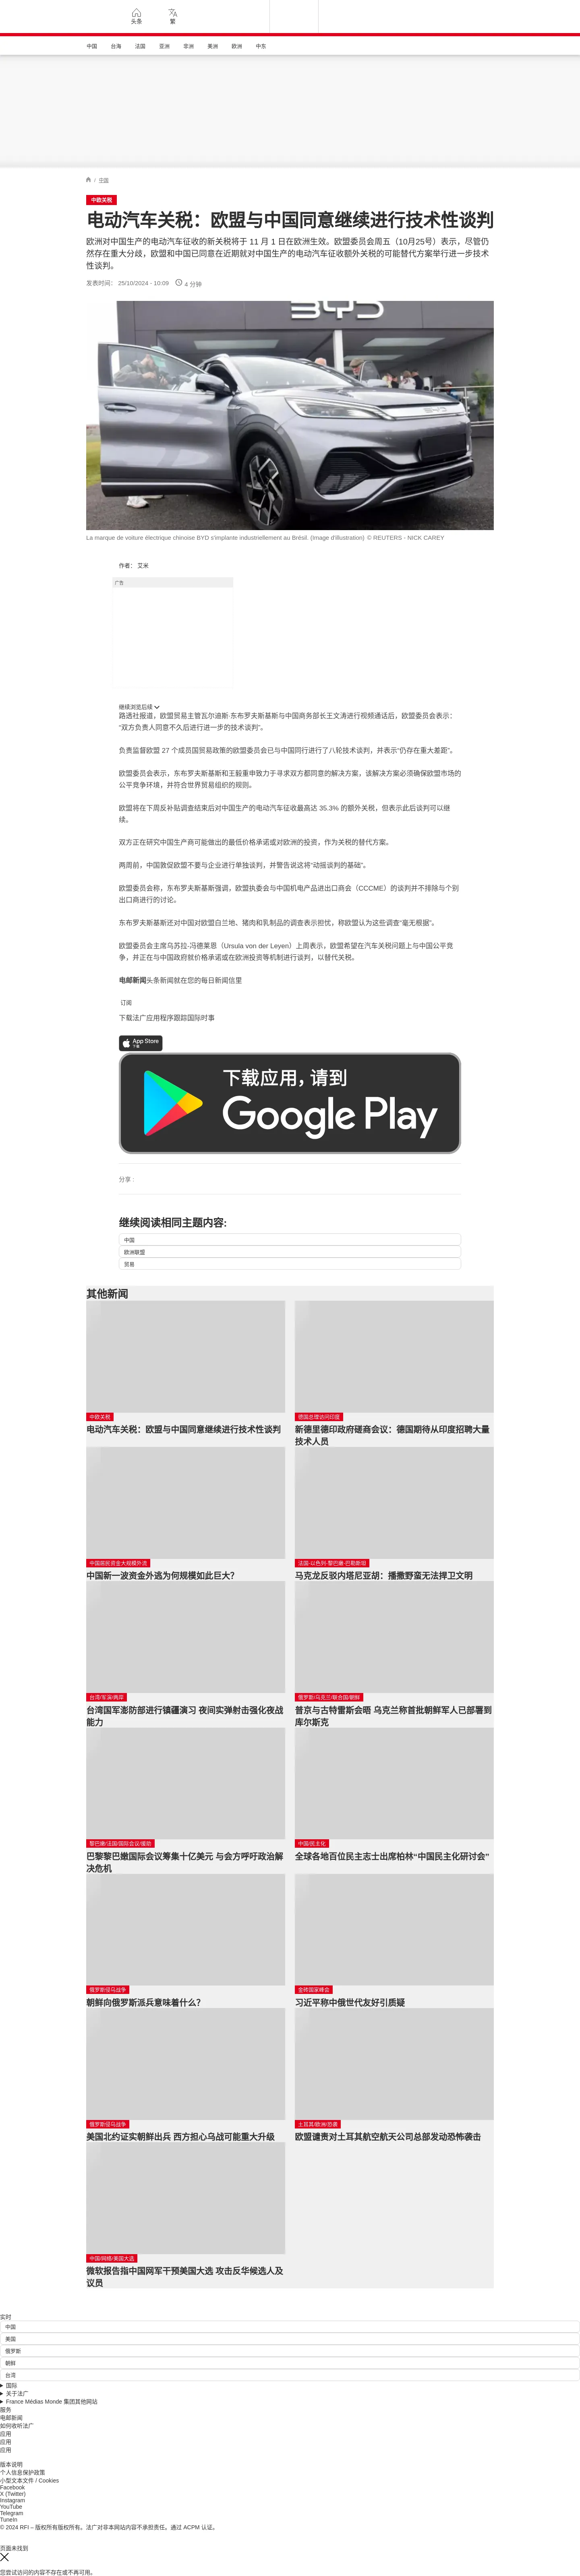 头条
繁
中国
台海
法国
亚洲
非洲
美洲
欧洲
中东
/ 中国
中欧关税
电动汽车关税：欧盟与中国同意继续进行技术性谈判
欧洲对中国生产的电动汽车征收的新关税将于 11 月 1 日在欧洲生效。欧盟委员会周五（10月25号）表示，尽管仍
然存在重大分歧，欧盟和中国已同意在近期就对中国生产的电动汽车征收额外关税的可能替代方案举行进一步技术
性谈判。
发表时间： 25/10/2024 - 10:09
4 分钟
BYD
La marque de voiture électrique chinoise BYD s'implante industriellement au Brésil. (Image d'illustration) © REUTERS - NICK CAREY
作者： 艾米
广告
继续浏览后续
路透社报道，欧盟贸易主管瓦尔迪斯·东布罗夫斯基斯与中国商务部长王文涛进行视频通话后，欧盟委员会表示：
“双方负责人同意不久后进行进一步的技术谈判”。
负责监督欧盟 27 个成员国贸易政策的欧盟委员会已与中国同行进行了八轮技术谈判，并表示“仍存在重大差距”。
欧盟委员会表示，东布罗夫斯基斯和王毅重申致力于寻求双方都同意的解决方案，该解决方案必须确保欧盟市场的
公平竞争环境，并符合世界贸易组织的规则。
欧盟将在下周反补贴调查结束后对中国生产的电动汽车征收最高达 35.3% 的额外关税，但表示此后谈判可以继
续。
双方正在研究中国生产商可能做出的最低价格承诺或对欧洲的投资，作为关税的替代方案。
两周前，中国敦促欧盟不要与企业进行单独谈判，并警告说这将“动摇谈判的基础”。
欧盟委员会称，东布罗夫斯基斯强调，欧盟执委会与中国机电产品进出口商会（CCCME）的谈判并不排除与个别
出口商进行的讨论。
东布罗夫斯基斯还对中国对欧盟白兰地、猪肉和乳制品的调查表示担忧，称欧盟认为这些调查“毫无根据”。
欧盟委员会主席乌苏拉-冯德莱恩（Ursula von der Leyen）上周表示，欧盟希望在汽车关税问题上与中国公平竞
争，并正在与中国政府就价格承诺或在欧洲投资等机制进行谈判，以替代关税。
电邮新闻头条新闻就在您的每日新闻信里
订阅
下载法广应用程序跟踪国际时事
App Store
下载
下载应用，请到
Google Play
分享 :
继续阅读相同主题内容:
中国
欧洲联盟
贸易
其他新闻
中欧关税
电动汽车关税：欧盟与中国同意继续进行技术性谈判
德国总理访问印度
新德里德印政府磋商会议：德国期待从印度招聘大量
技术人员
中国居民资金大规模外流
中国新一波资金外逃为何规模如此巨大？
法国-以色列-黎巴嫩-巴勒斯坦
马克龙反驳内塔尼亚胡：播撒野蛮无法捍卫文明
台湾/军演/两岸
台湾国军澎防部进行镇疆演习 夜间实弹射击强化夜战
能力
俄罗斯/乌克兰/联合国/朝鲜
普京与古特雷斯会晤 乌克兰称首批朝鲜军人已部署到
库尔斯克
黎巴嫩/法国/国际会议/援助
巴黎黎巴嫩国际会议筹集十亿美元 与会方呼吁政治解
决危机
中国/民主化
全球各地百位民主志士出席柏林“中国民主化研讨会”
俄罗斯侵乌战争
朝鲜向俄罗斯派兵意味着什么？
金砖国家峰会
习近平称中俄世代友好引质疑
俄罗斯侵乌战争
美国北约证实朝鲜出兵 西方担心乌战可能重大升级
土耳其/欧洲/恐袭
欧盟谴责对土耳其航空航天公司总部发动恐怖袭击
中国/网络/美国大选
微软报告指中国网军干预美国大选 攻击反华候选人及
议员
实时
中国
美国
俄罗斯
朝鲜
台湾
国际
关于法广
France Médias Monde 集团其他网站
服务
电邮新闻
如何收听法广
应用
应用
应用
版本说明
个人信息保护政策
小型文本文件 / Cookies
Facebook
X (Twitter)
Instagram
YouTube
Telegram
TuneIn
© 2024 RFI – 版权所有版权所有。法广对非本网站内容不承担责任。通过 ACPM 认证。
页面未找到
您尝试访问的内容不存在或不再可用。